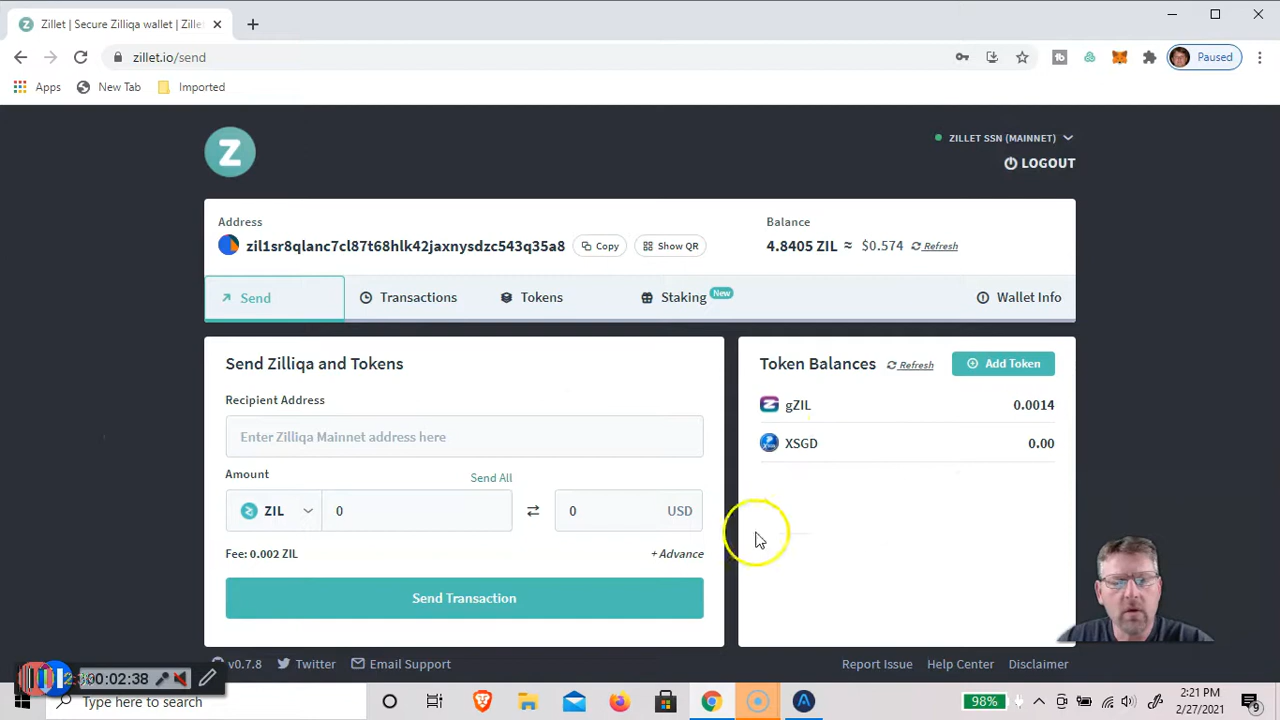 Zillet | Secure Zilliqa wallet | Zille
zillet.io/send
Paused
Apps
New Tab
Imported
Z
ZILLET SSN (MAINNET)
LOGOUT
Address
Balance
zil1sr8qlanc7cl87t68hlk42jaxnysdzc543q35a8
Copy
Show QR
4.8405 ZIL ≈ $0.574
Refresh
Send
Transactions
Tokens
Staking
New
Wallet Info
Send Zilliqa and Tokens
Token Balances
Refresh
Add Token
Recipient Address
gZIL
0.0014
Enter Zilliqa Mainnet address here
XSGD
0.00
Amount
Send All
ZIL
0
0
USD
Fee: 0.002 ZIL
+ Advance
Send Transaction
v0.7.8
Twitter
Email Support
Report Issue
Help Center
Disclaimer
00:02:38
Type here to search
98%
2:21 PM
2/27/2021
9